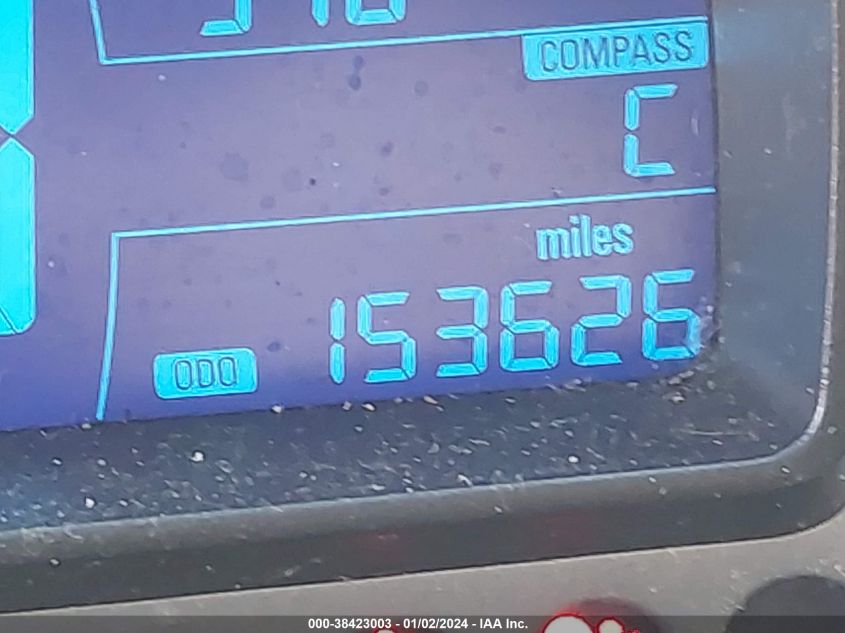 COMPASS
C
miles
ODO 153626
000-38423003 - 01/02/2024 - IAA Inc.